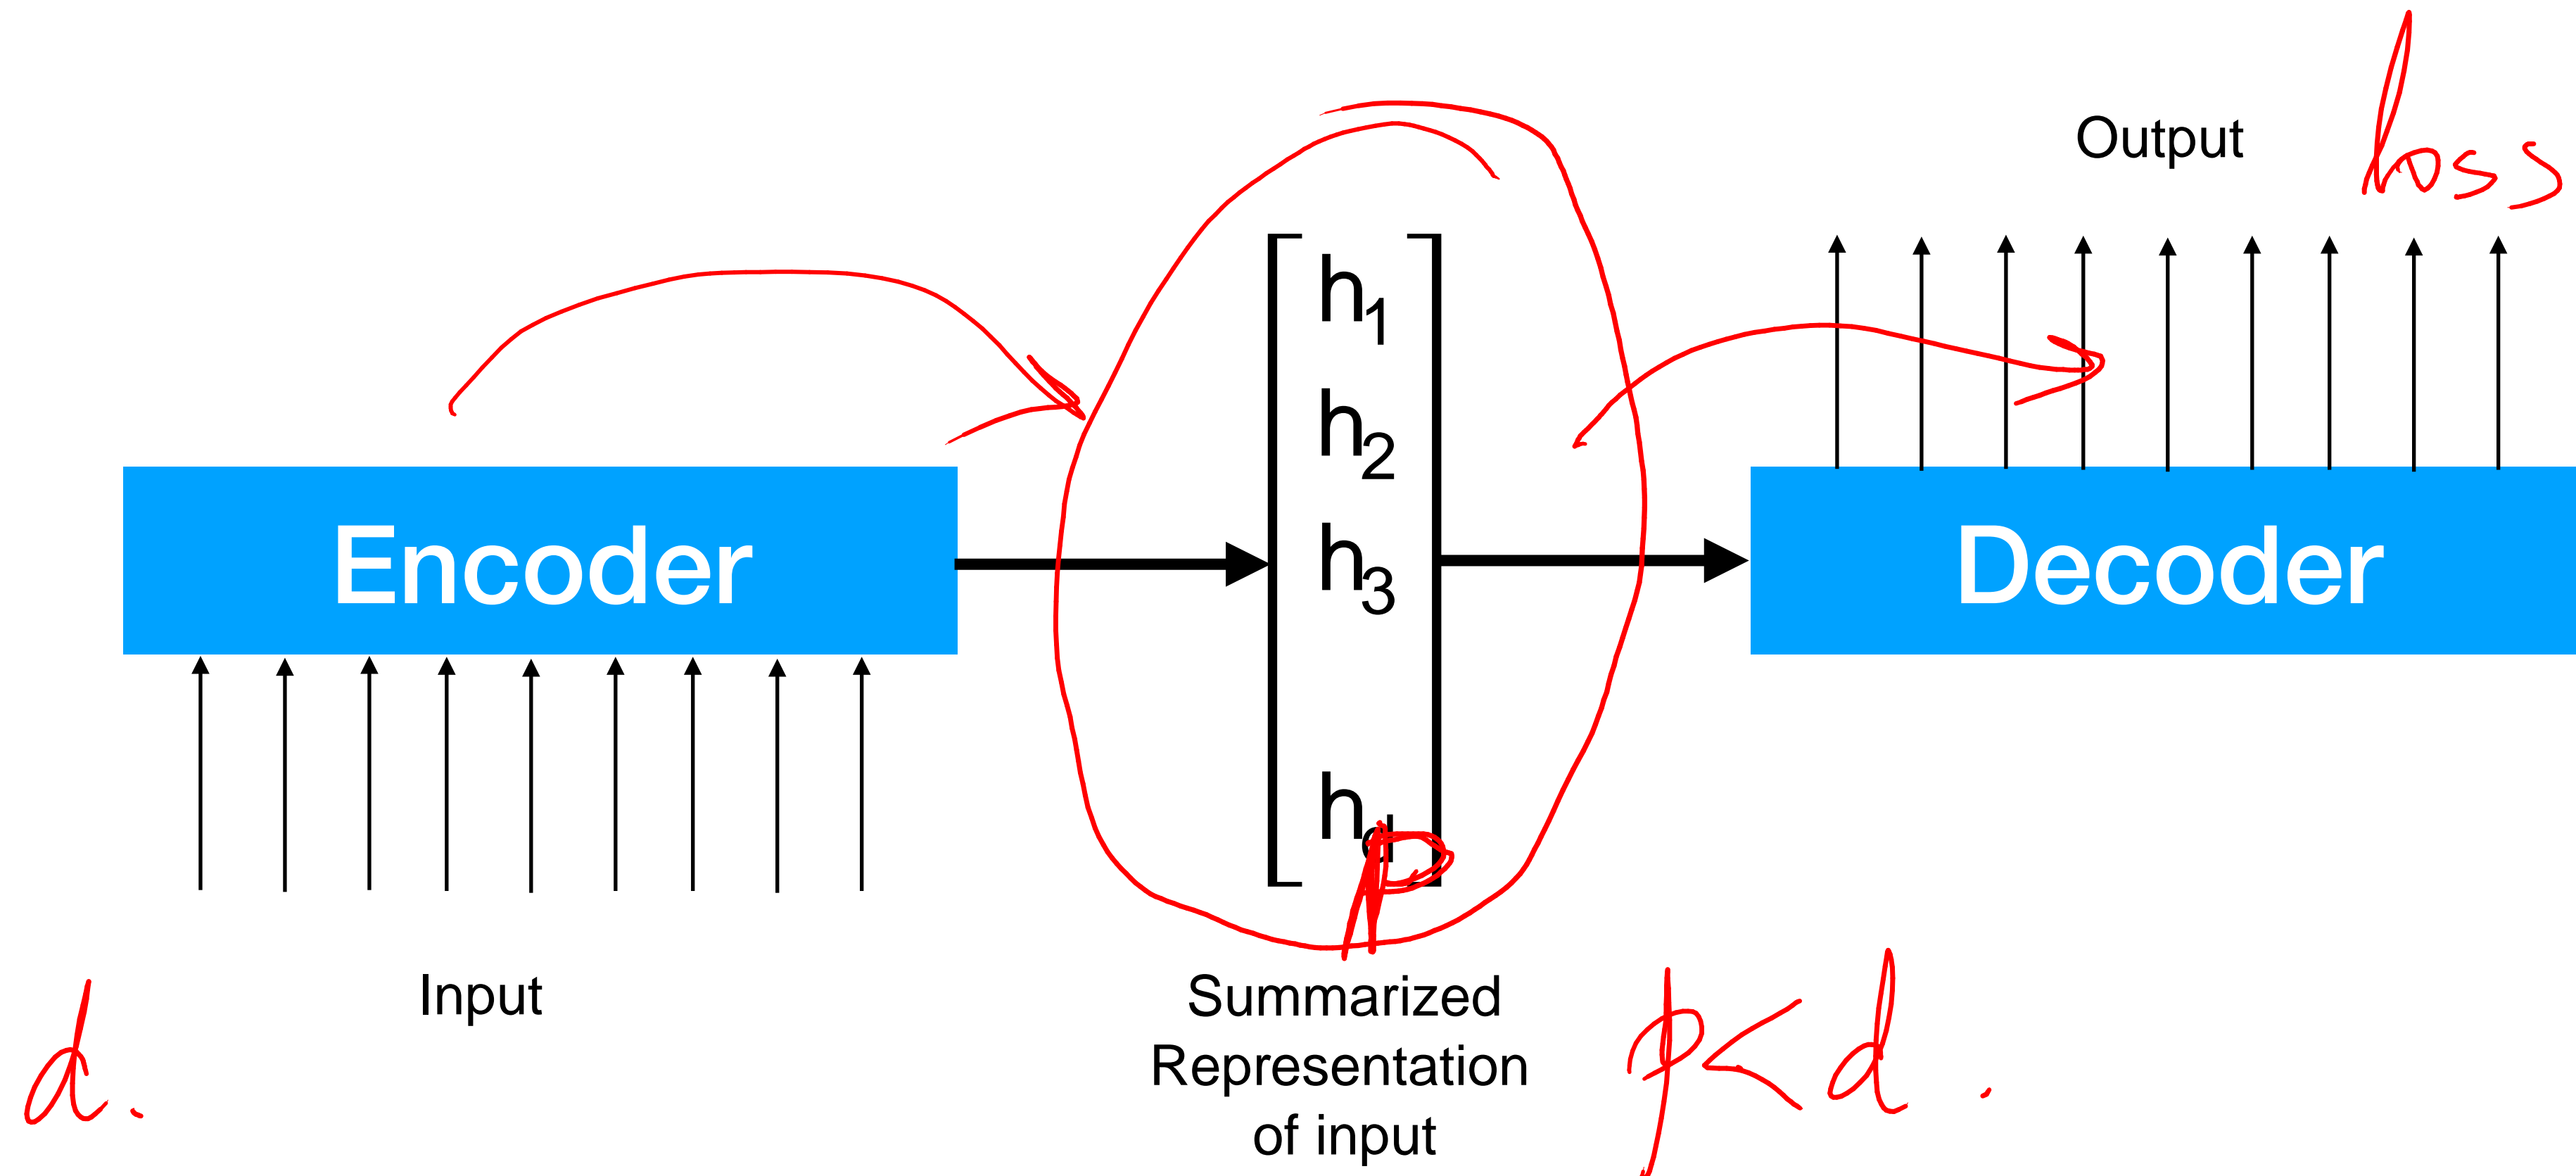 Output
loss
h1
h2
h3
hd
p
Encoder
Decoder
Input
d.
Summarized
Representation
of input
p<d.